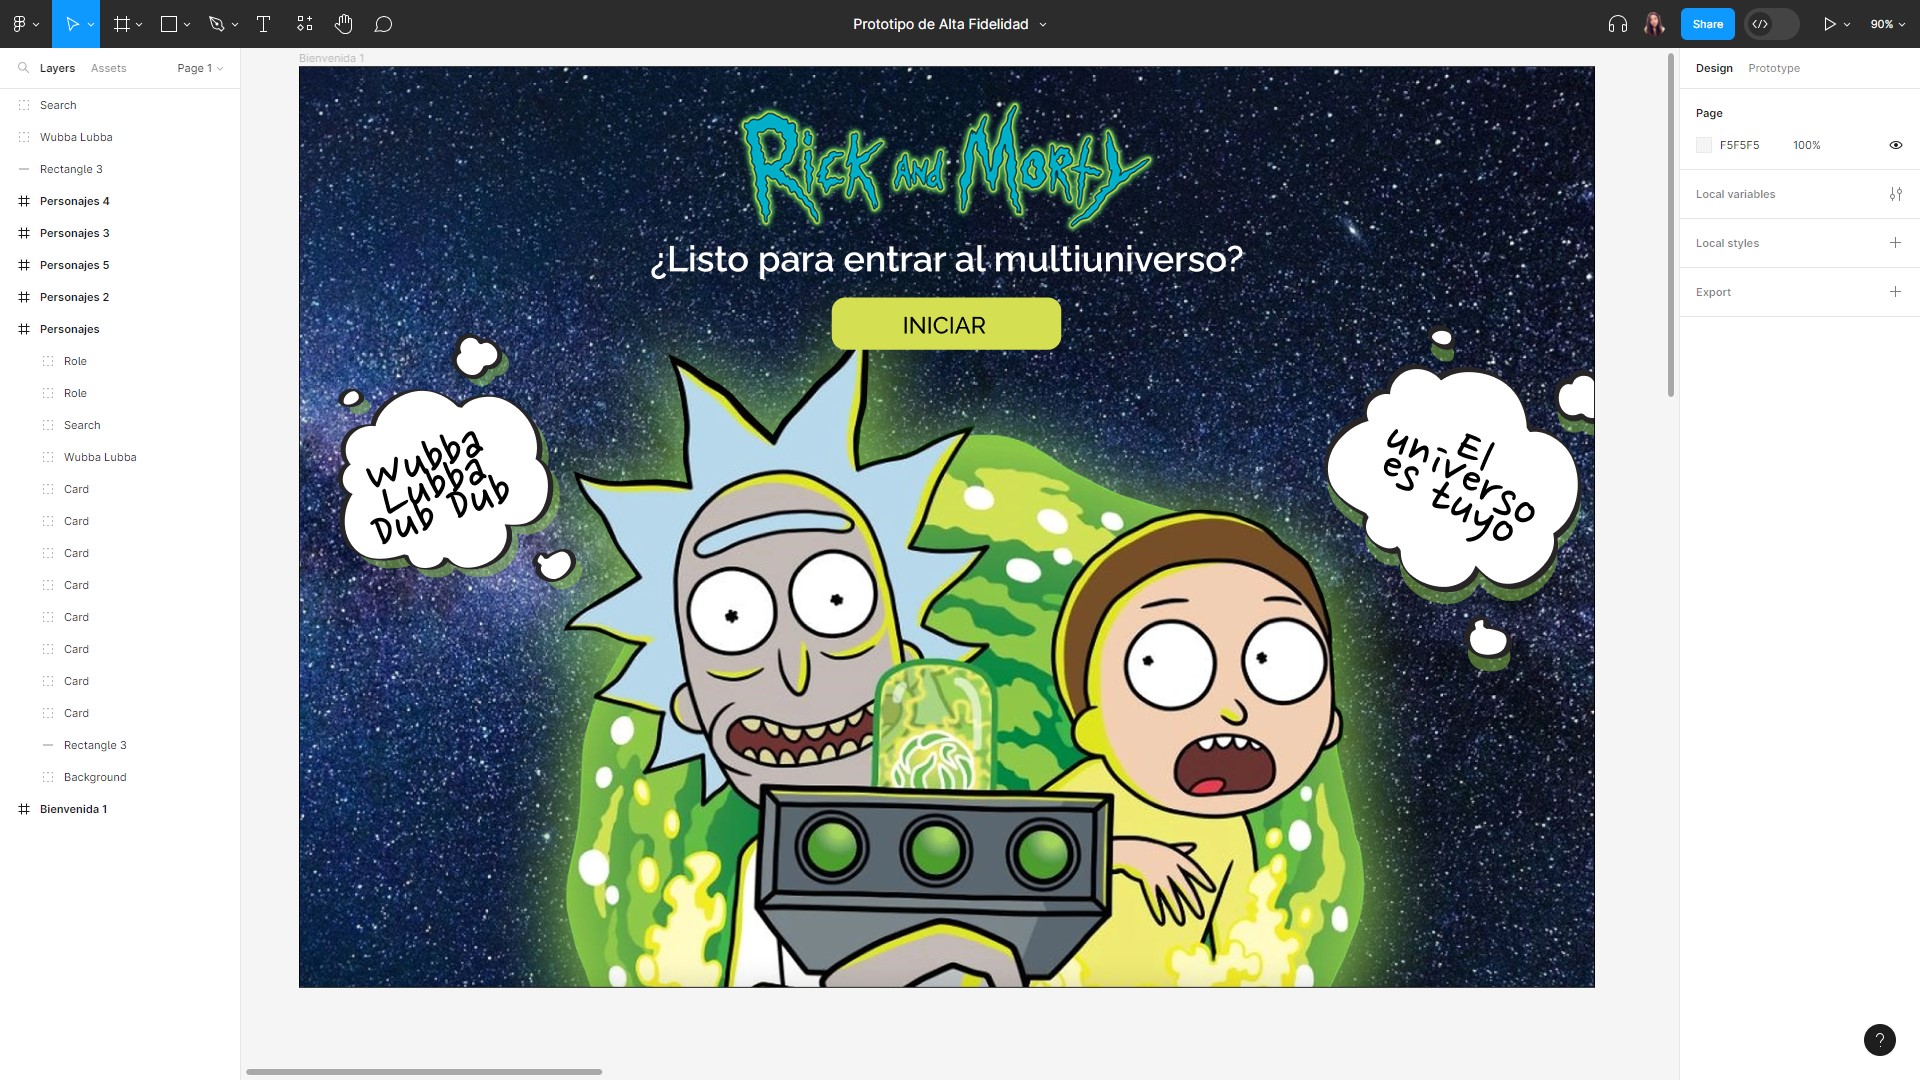 Prototipo de Alta Fidelidad
Share
90%
Layers
Assets
Page 1
Search
Wubba Lubba
Rectangle 3
Personajes 4
Personajes 3
Personajes 5
Personajes 2
Personajes
Role
Role
Search
Wubba Lubba
Card
Card
Card
Card
Card
Card
Card
Card
Rectangle 3
Background
Bienvenida 1
Bienvenida 1
Rick and Morty
¿Listo para entrar al multiuniverso?
INICIAR
Wubba
Lubba
Dub Dub
El
universo
es tuyo
Design
Prototype
Page
F5F5F5
100%
Local variables
Local styles
Export
?